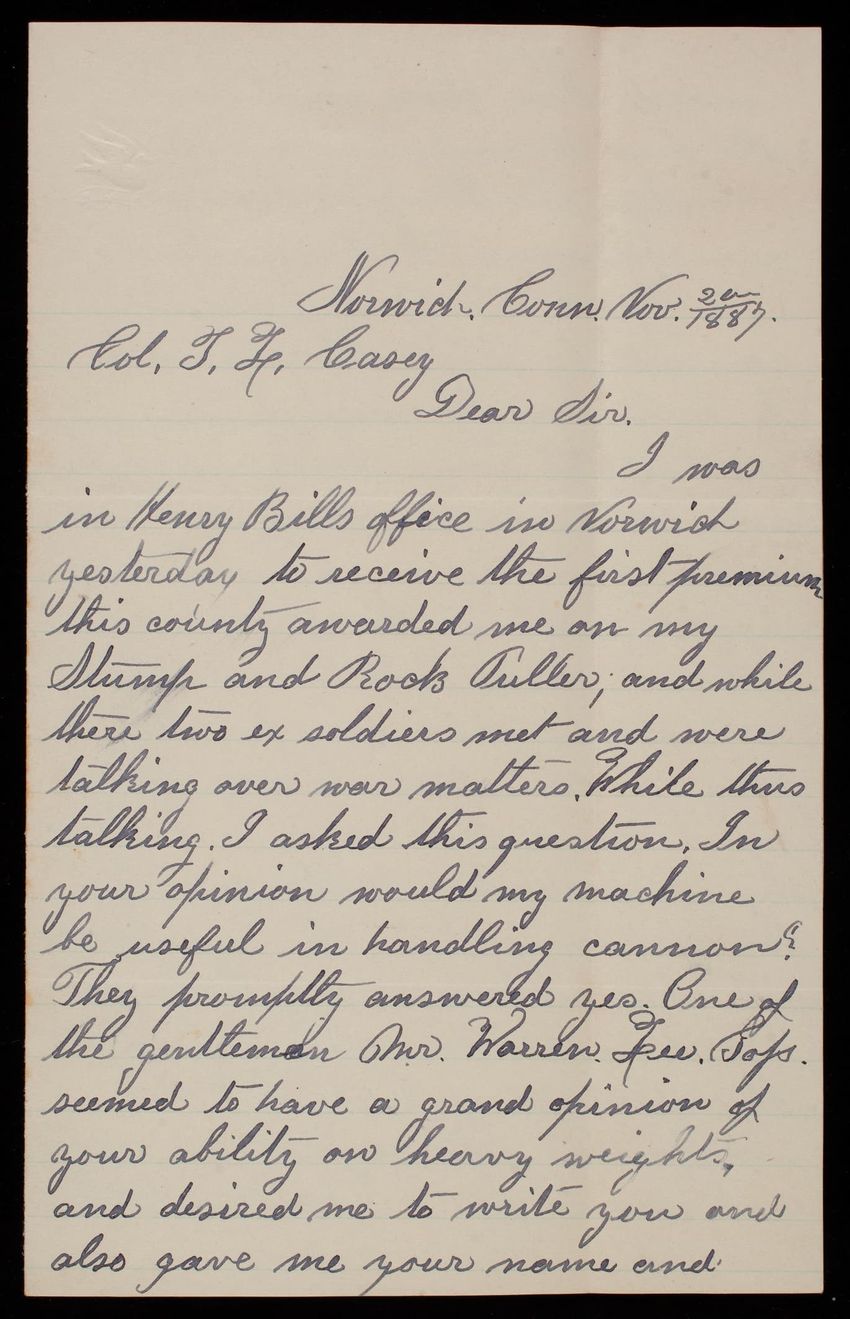 Norwich. Conn. Nov. 2
1887.
Col. T. L. Casey
Dear Sir.
I was
in Henry Bills office in Norwich
yesterday to receive the first premium
this county awarded me on my
Stump and Rock Puller; and while
there two ex soldiers met and were
talking over war matters. While thus
talking. I asked this question. In
your opinion would my machine
be useful in handling cannon?
They promptly answered yes. One of
the gentleman Mr. Warren.
seemed to have a grand opinion of
your ability on heavy weights,
and desired me to write you and
also gave me your name and